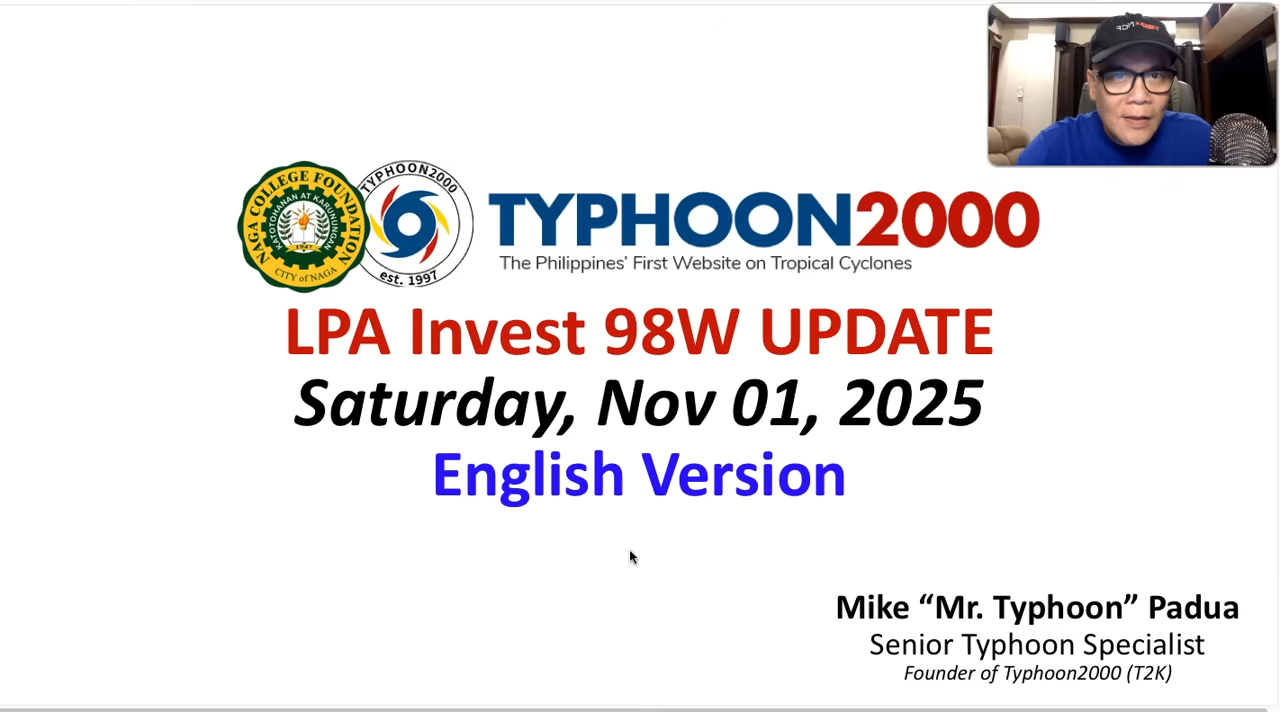 NAGA COLLEGE FOUNDATION
KATOTOHANAN AT KARUNUNGAN
1947
CITY of NAGA
TYPHOON2000
est. 1997
TYPHOON2000
The Philippines' First Website on Tropical Cyclones
LPA Invest 98W UPDATE
Saturday, Nov 01, 2025
English Version
Mike “Mr. Typhoon” Padua
Senior Typhoon Specialist
Founder of Typhoon2000 (T2K)